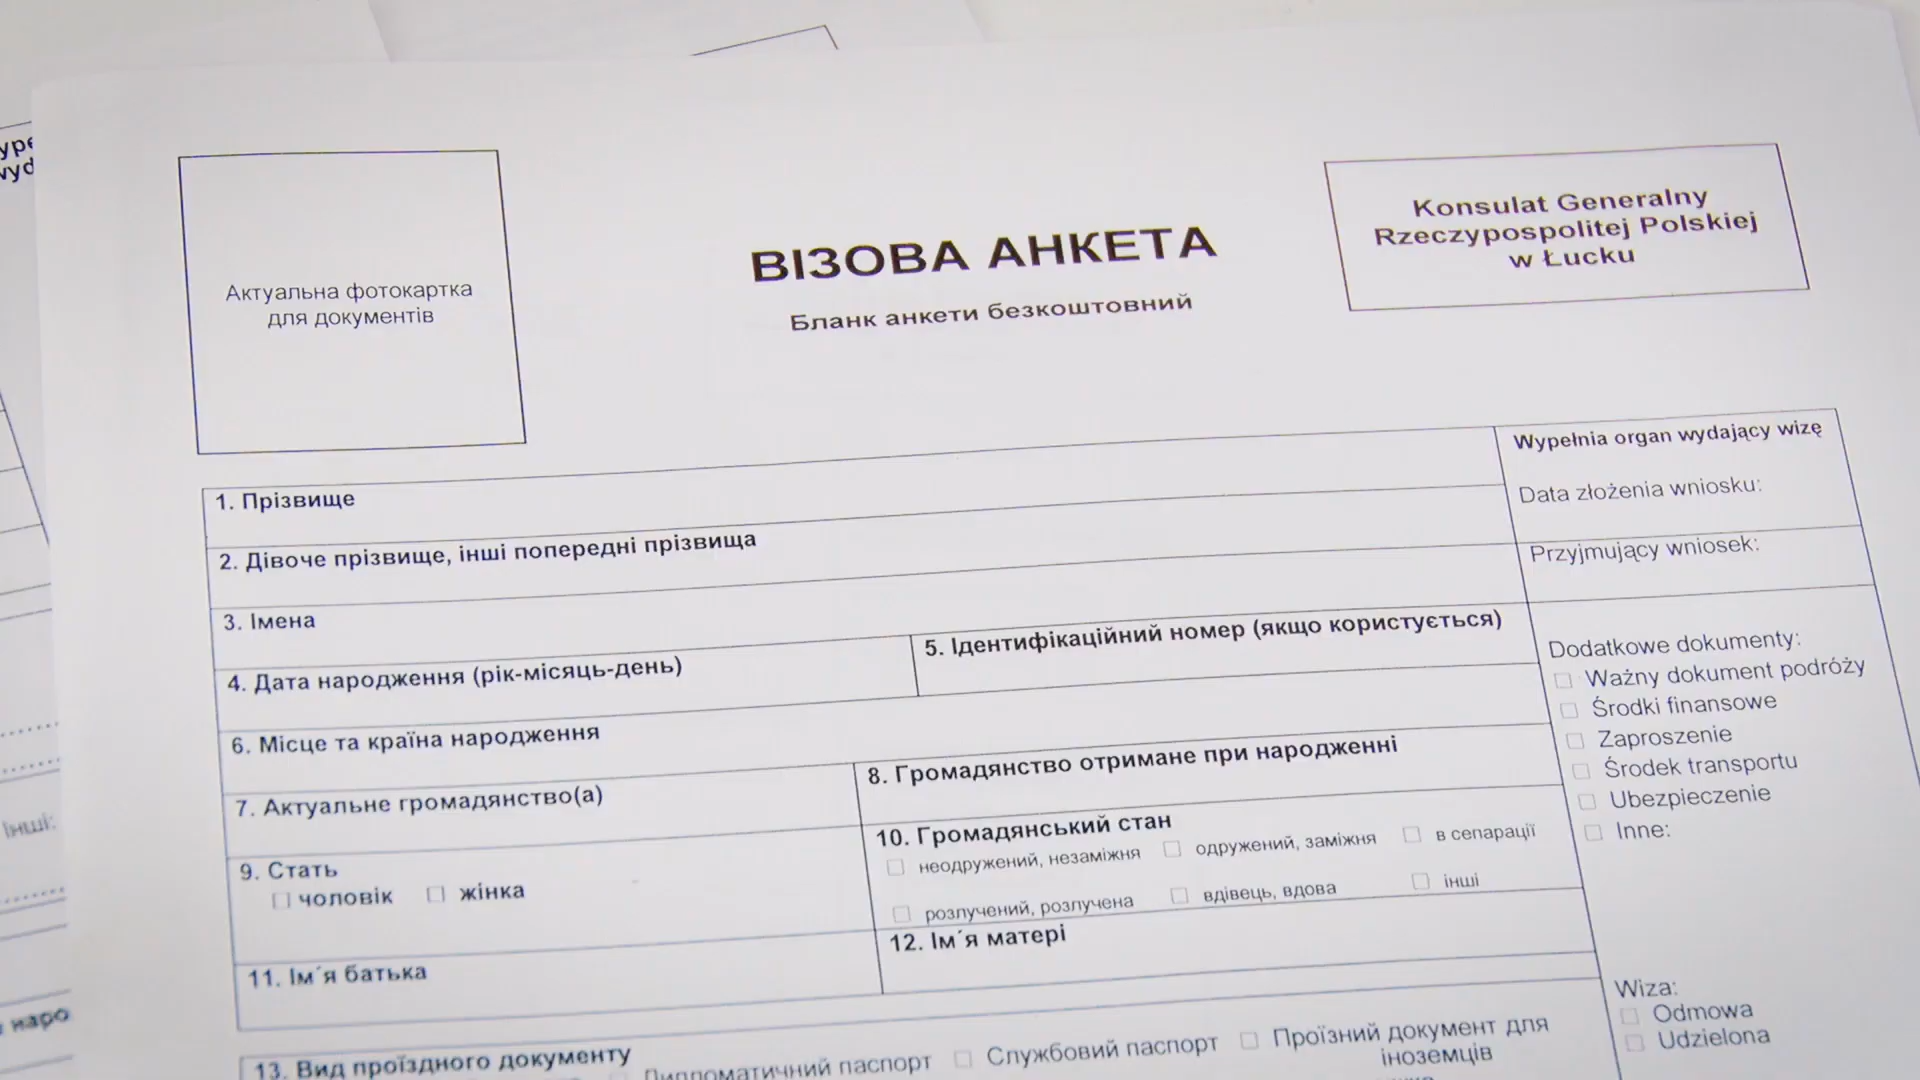 Актуальна фотокартка
для документів
ВІЗОВА АНКЕТА
Бланк анкети безкоштовний
Konsulat Generalny
Rzeczypospolitej Polskiej
w Łucku
1. Прізвище
2. Дівоче прізвище, інші попередні прізвища
3. Імена
4. Дата народження (рік-місяць-день)
5. Ідентифікаційний номер (якщо користується)
6. Місце та країна народження
7. Актуальне громадянство(а)
8. Громадянство отримане при народженні
9. Стать
чоловік жінка
10. Громадянський стан
неодружений, незаміжня одружений, заміжня в сепарації
розлучений, розлучена вдівець, вдова інші
11. Ім´я батька
12. Ім´я матері
13. Вид проїздного документу
Дипломатичний паспорт Службовий паспорт Проїзний документ для
іноземців
Wypełnia organ wydający wizę
Data złożenia wniosku:
Przyjmujący wniosek:
Dodatkowe dokumenty:
Ważny dokument podróży
Środki finansowe
Zaproszenie
Środek transportu
Ubezpieczenie
Inne:
Wiza:
Odmowa
Udzielona
Інші: